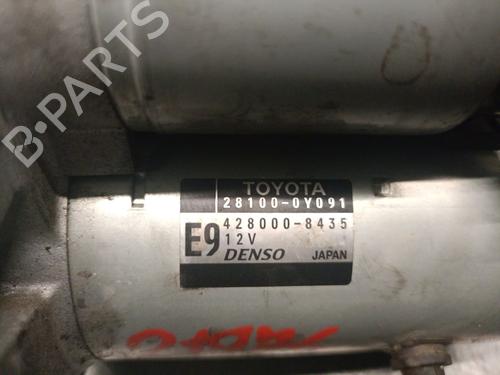 B-PARTS
TOYOTA
28100-0Y091
E9 428000-8435
12V
DENSO JAPAN